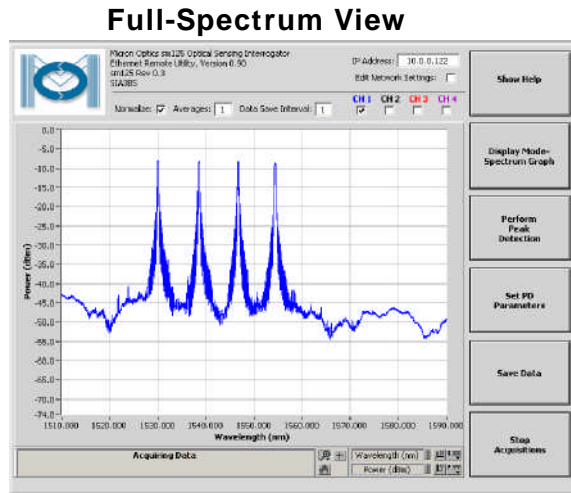 Full-Spectrum View
Micron Optics sm125 Optical Sensing Interrogator
Ethernet Remote Utility, Version 0.90
sm125 Rev 0.3
SIA3BS
IP Address: 10.0.0.122
Edit Network Settings:
Normalize: Averages: 1 Data Save Interval: 1
CH 1 CH 2 CH 3 CH 4
Show Help
Display Mode-
Spectrum Graph
Perform
Peak
Detection
Set PD
Parameters
Save Data
Stop
Acquisitions
Power (dBm)
0.0
-5.0
-10.0
-15.0
-20.0
-25.0
-30.0
-35.0
-40.0
-45.0
-50.0
-60.0
-65.0
-70.0
-74.0
1510.000 1520.000 1530.000 1540.000 1550.000 1560.000 1570.000 1580.000 1590.000
Wavelength (nm)
Acquiring Data
Wavelength (nm)
Power (dBm)